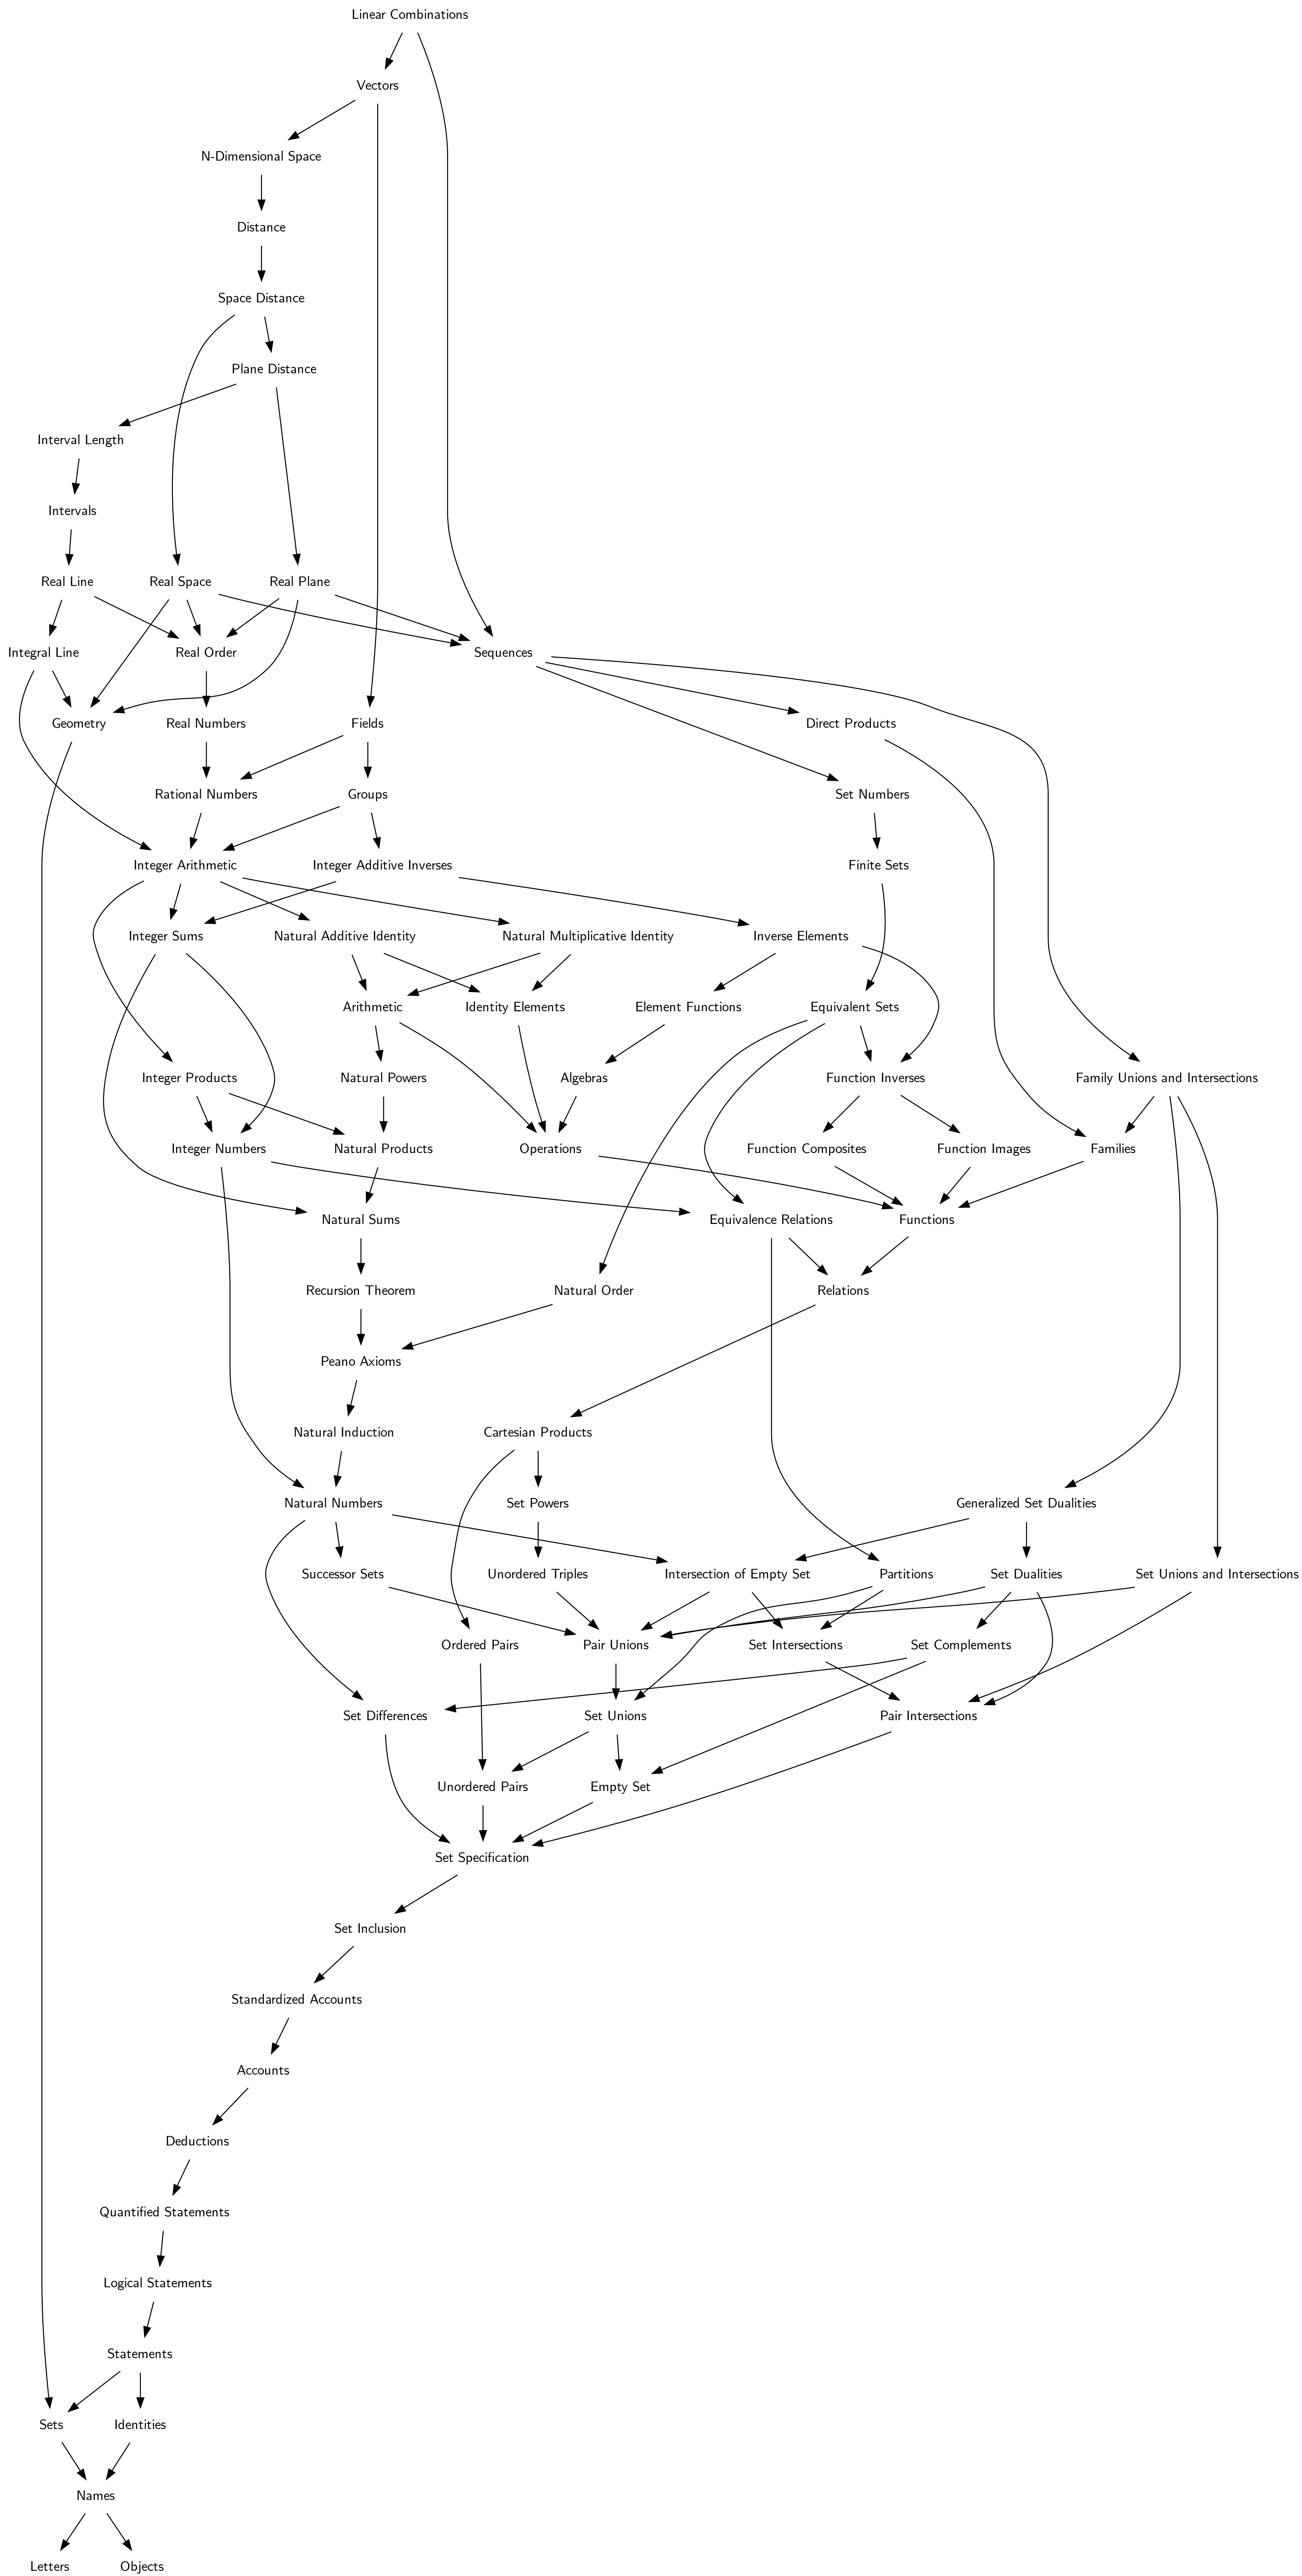 Linear Combinations
Vectors
N-Dimensional Space
Distance
Space Distance
Plane Distance
Interval Length
Intervals
Real Line
Real Space
Real Plane
Integral Line
Real Order
Sequences
Geometry
Real Numbers
Fields
Direct Products
Rational Numbers
Groups
Set Numbers
Integer Arithmetic
Integer Additive Inverses
Finite Sets
Integer Sums
Natural Additive Identity
Natural Multiplicative Identity
Inverse Elements
Arithmetic
Identity Elements
Element Functions
Equivalent Sets
Integer Products
Natural Powers
Algebras
Function Inverses
Family Unions and Intersections
Integer Numbers
Natural Products
Operations
Function Composites
Function Images
Families
Natural Sums
Equivalence Relations
Functions
Recursion Theorem
Natural Order
Relations
Peano Axioms
Natural Induction
Cartesian Products
Natural Numbers
Set Powers
Generalized Set Dualities
Successor Sets
Unordered Triples
Intersection of Empty Set
Partitions
Set Dualities
Set Unions and Intersections
Ordered Pairs
Pair Unions
Set Intersections
Set Complements
Set Differences
Set Unions
Pair Intersections
Unordered Pairs
Empty Set
Set Specification
Set Inclusion
Standardized Accounts
Accounts
Deductions
Quantified Statements
Logical Statements
Statements
Sets
Identities
Names
Letters
Objects